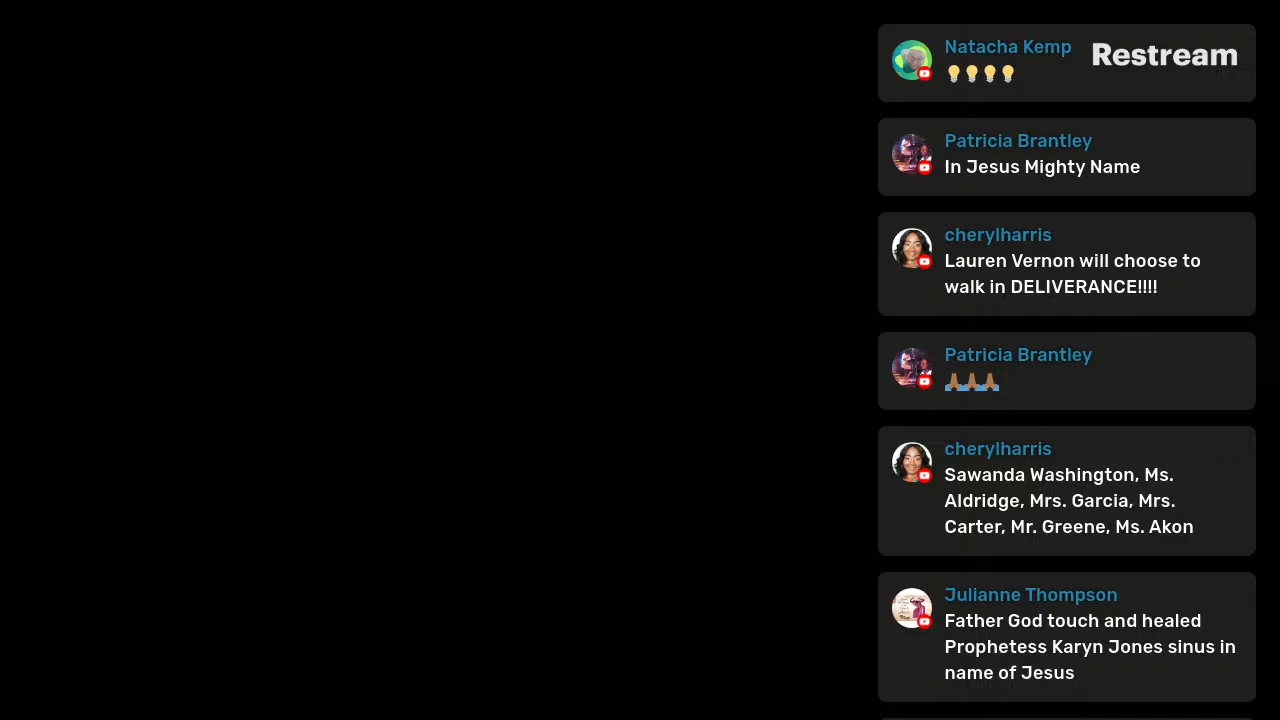 Natacha Kemp
Restream
💡💡💡💡
Patricia Brantley
In Jesus Mighty Name
cherylharris
Lauren Vernon will choose to
walk in DELIVERANCE!!!!
Patricia Brantley
🙏🏾🙏🏾🙏🏾
cherylharris
Sawanda Washington, Ms.
Aldridge, Mrs. Garcia, Mrs.
Carter, Mr. Greene, Ms. Akon
Julianne Thompson
Father God touch and healed
Prophetess Karyn Jones sinus in
name of Jesus